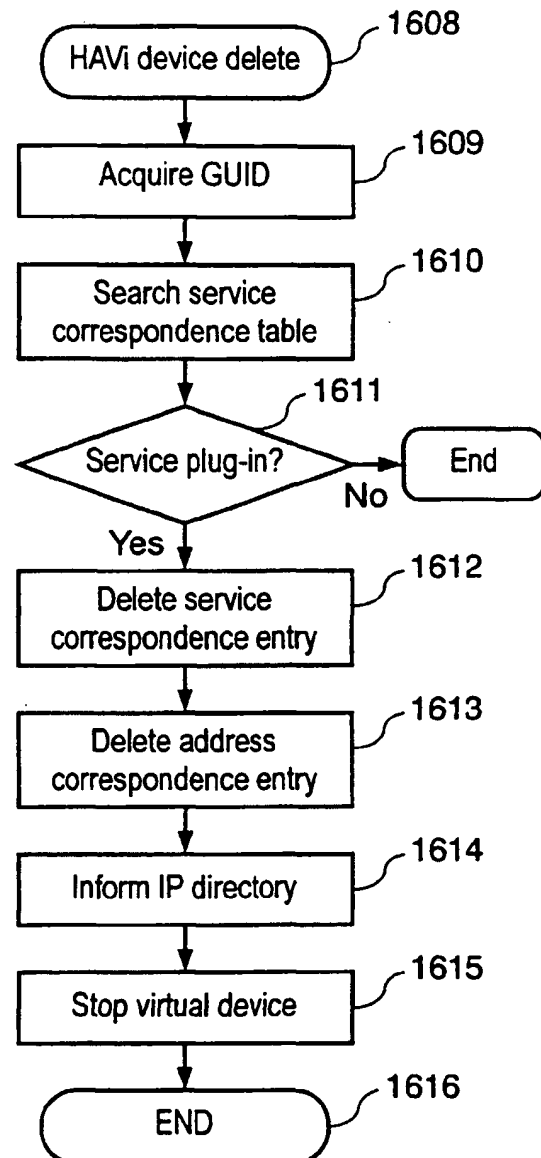 HAVi device delete
1608
Acquire GUID
1609
Search service
correspondence table
1610
Service plug-in?
1611
No
End
Yes
Delete service
correspondence entry
1612
Delete address
correspondence entry
1613
Inform IP directory
1614
Stop virtual device
1615
END
1616